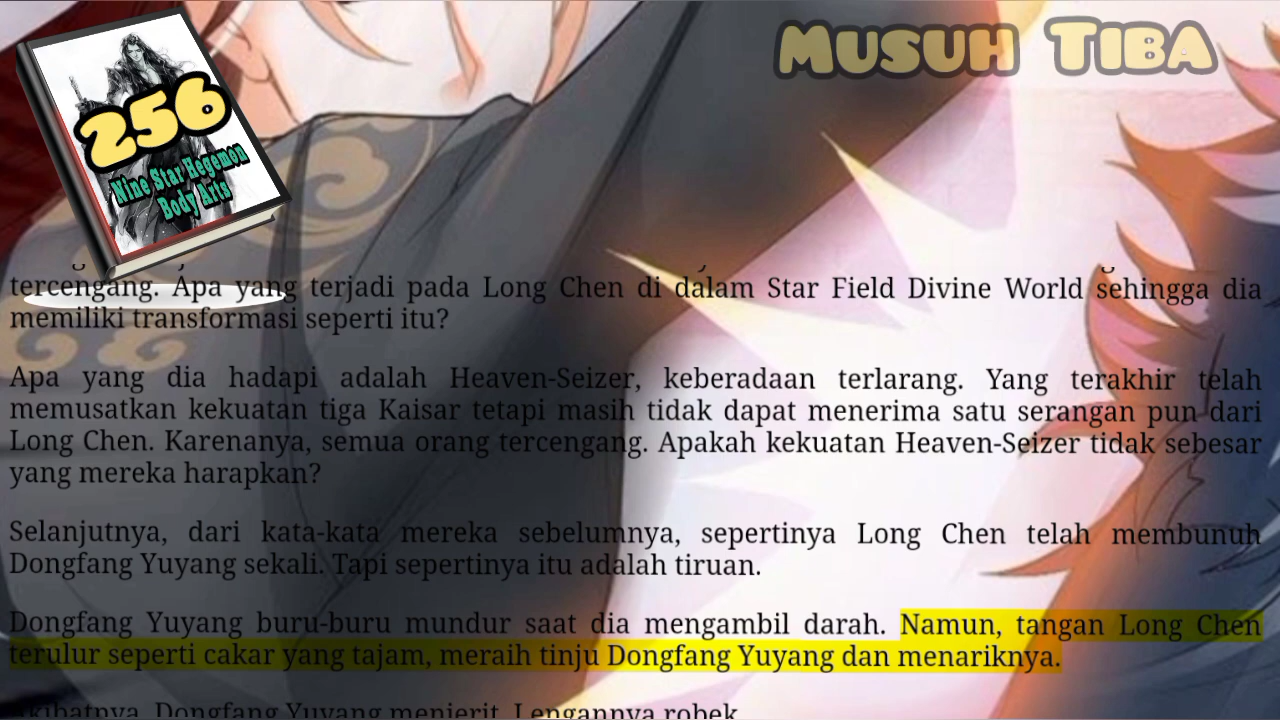 Musuh Tiba
256
Nine Star Hegemon
Body Arts
tercengang. Apa yang terjadi pada Long Chen di dalam Star Field Divine World sehingga dia
memiliki transformasi seperti itu?
Apa yang dia hadapi adalah Heaven-Seizer, keberadaan terlarang. Yang terakhir telah
memusatkan kekuatan tiga Kaisar tetapi masih tidak dapat menerima satu serangan pun dari
Long Chen. Karenanya, semua orang tercengang. Apakah kekuatan Heaven-Seizer tidak sebesar
yang mereka harapkan?
Selanjutnya, dari kata-kata mereka sebelumnya, sepertinya Long Chen telah membunuh
Dongfang Yuyang sekali. Tapi sepertinya itu adalah tiruan.
Dongfang Yuyang buru-buru mundur saat dia mengambil darah. Namun, tangan Long Chen
terulur seperti cakar yang tajam, meraih tinju Dongfang Yuyang dan menariknya.
Akibatnya, Dongfang Yuyang menjerit. Lengannya robek